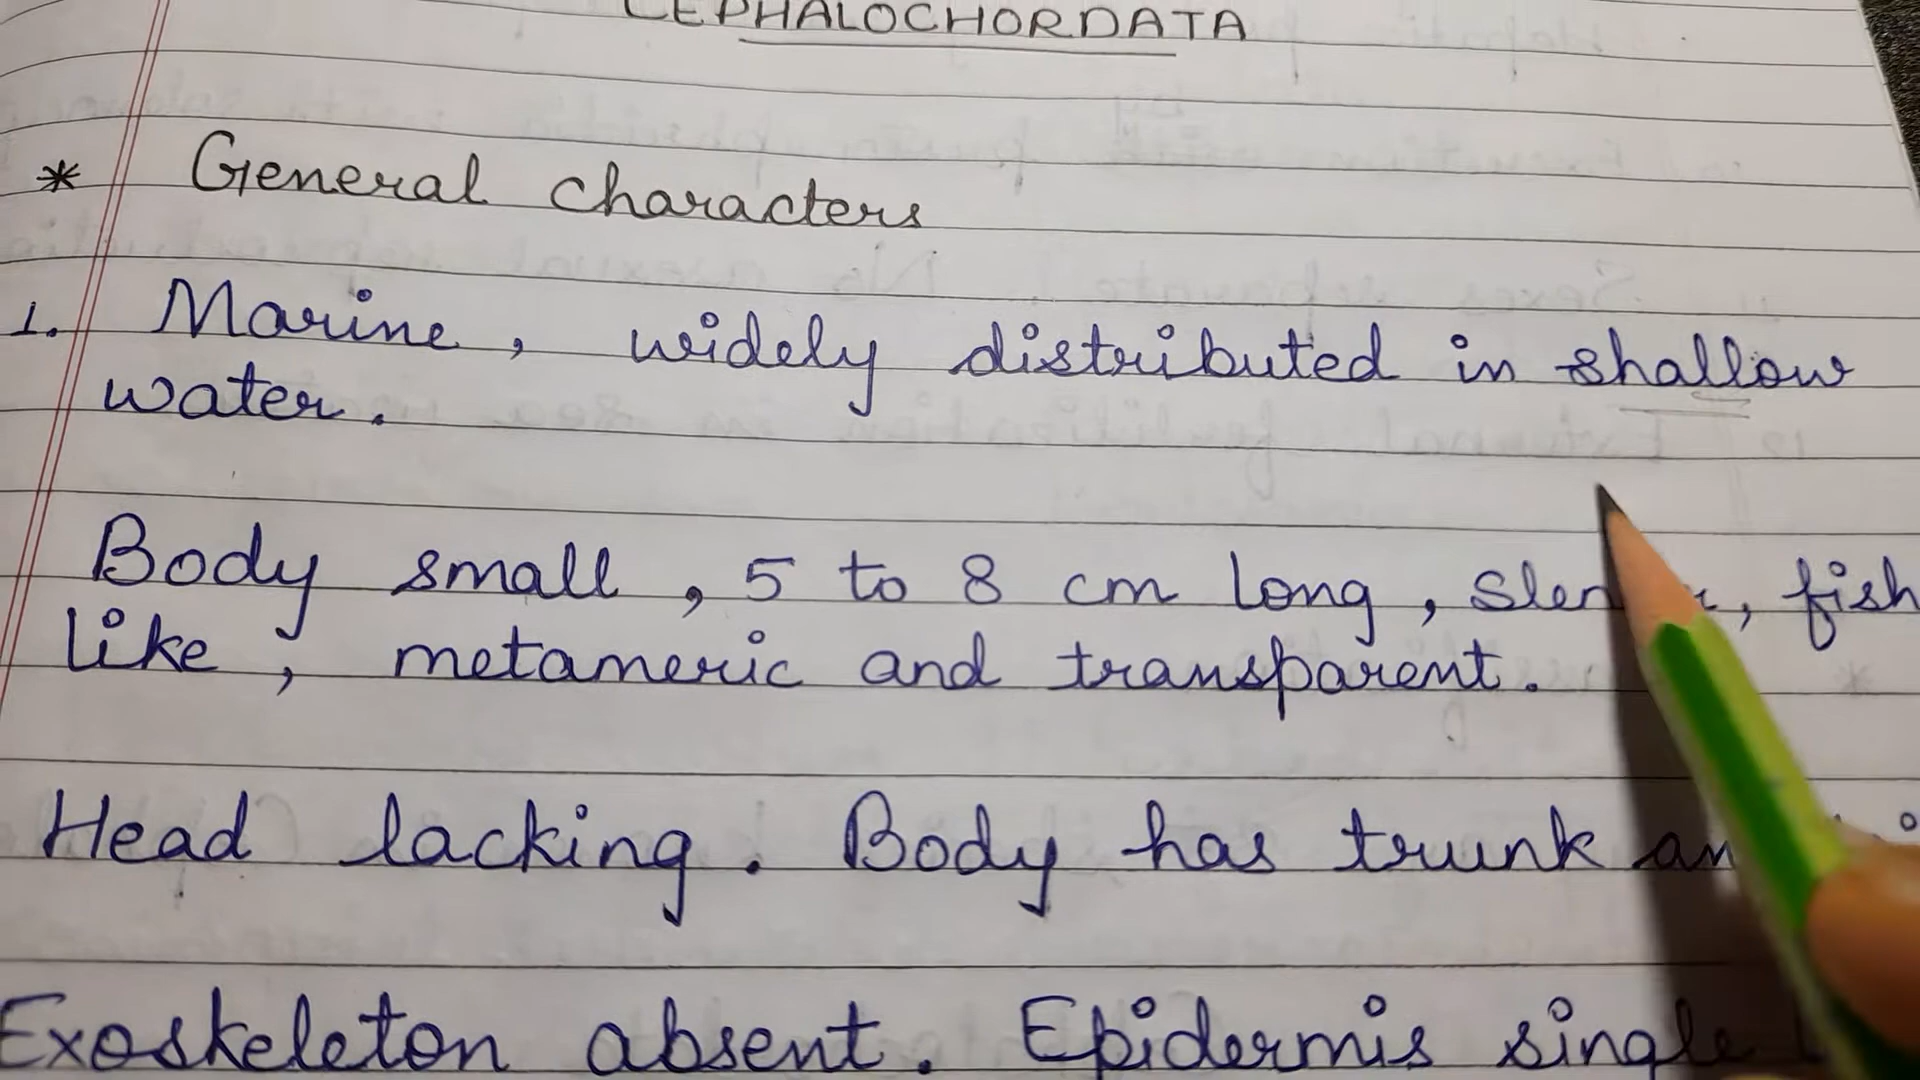 CEPHALOCHORDATA
* General characters
1. Marine, widely distributed in shallow
water.
Body small, 5 to 8 cm long, , fish
like, metameric and transparent.
Head lacking. Body has trunk
Exoskeleton absent. Epidermis single